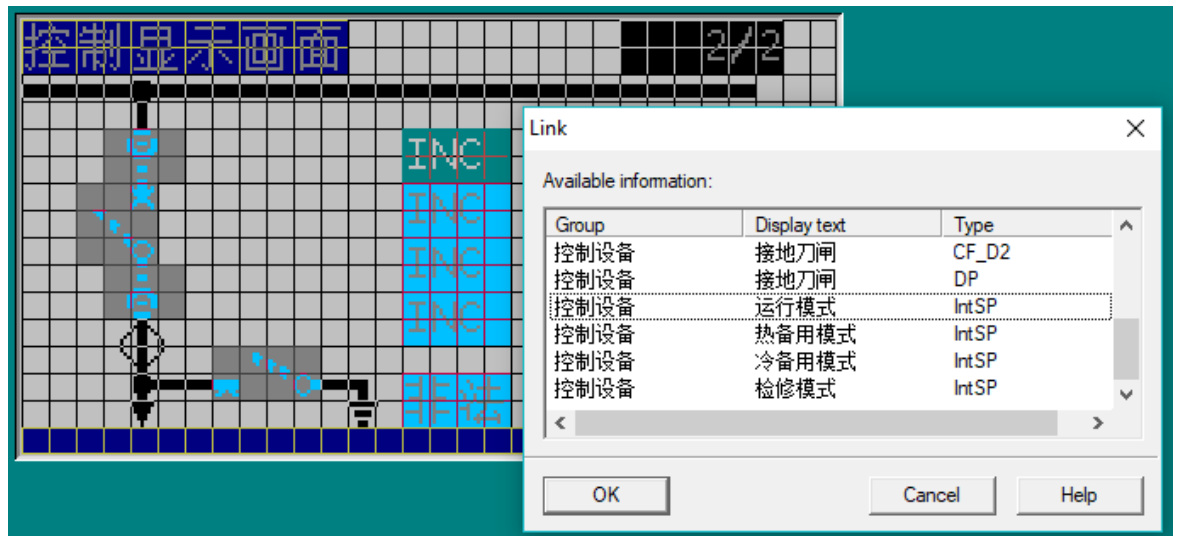 控制显示画面 2/2
INC
INC
INC
INC
非法
Link
Available information:
Group Display text Type
控制设备 接地刀闸 CF_D2
控制设备 接地刀闸 DP
控制设备 运行模式 IntSP
控制设备 热备用模式 IntSP
控制设备 冷备用模式 IntSP
控制设备 检修模式 IntSP
OK Cancel Help